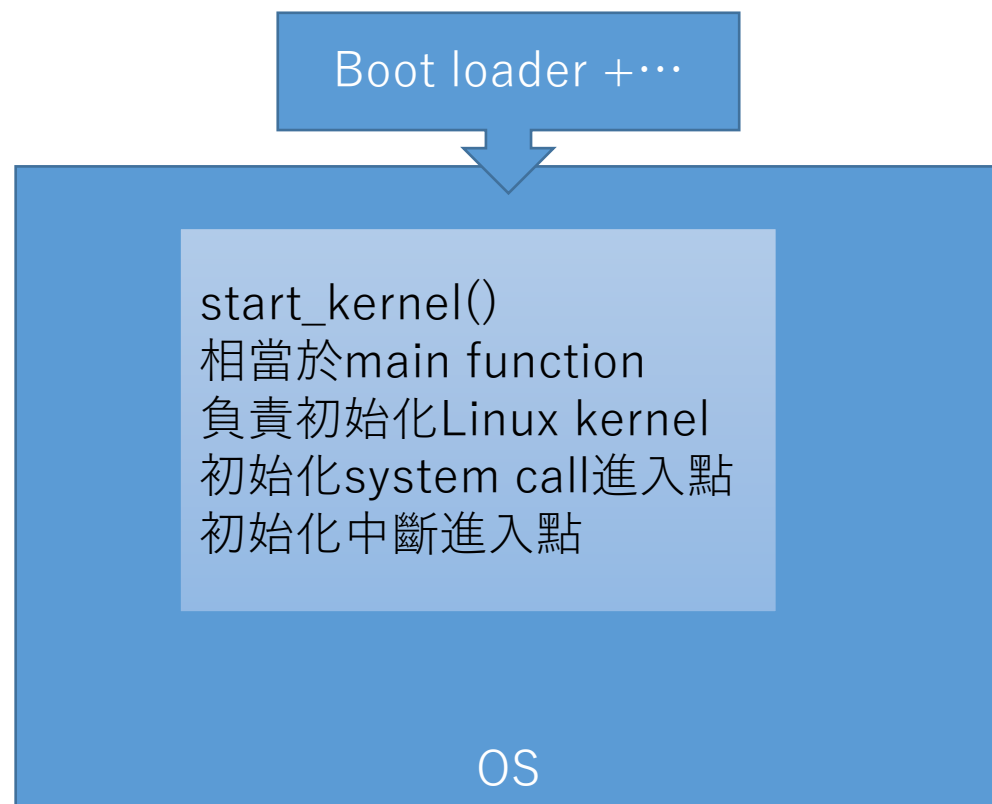 Boot loader +⋯
start_kernel()
相當於main function
負責初始化Linux kernel
初始化system call進入點
初始化中斷進入點
OS